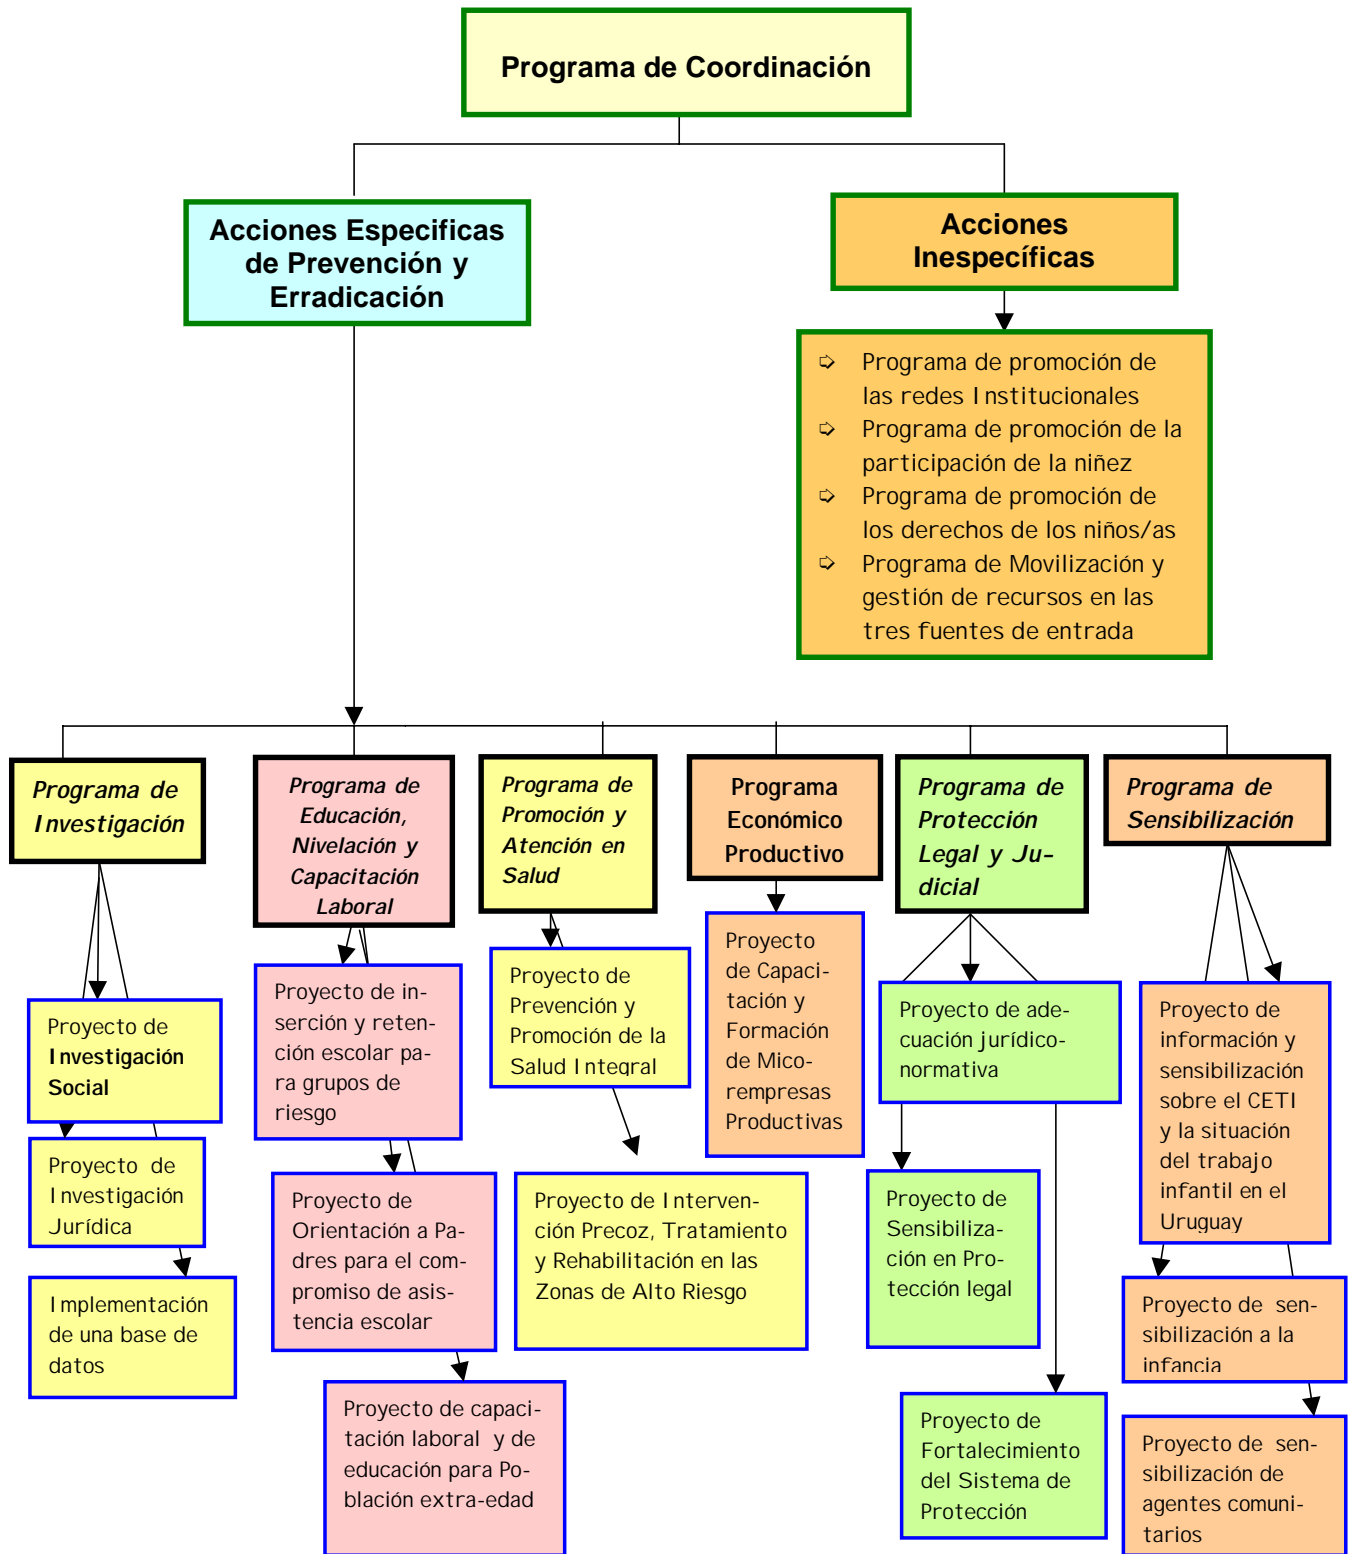 Programa de Coordinación
Acciones Especificas
de Prevención y
Erradicación
Acciones
Inespecíficas
➪ Programa de promoción de
las redes Institucionales
➪ Programa de promoción de la
participación de la niñez
➪ Programa de promoción de
los derechos de los niños/as
➪ Programa de Movilización y
gestión de recursos en las
tres fuentes de entrada
Programa de
Investigación
Proyecto de
Investigación
Social
Proyecto de
Investigación
Jurídica
Implementación
de una base de
datos
Programa de
Educación,
Nivelación y
Capacitación
Laboral
Proyecto de in-
serción y reten-
ción escolar pa-
ra grupos de
riesgo
Proyecto de
Orientación a Pa-
dres para el com-
promiso de asis-
tencia escolar
Proyecto de capaci-
tación laboral y de
educación para Po-
blación extra-edad
Programa de
Promoción y
Atención en
Salud
Proyecto de
Prevención y
Promoción de la
Salud Integral
Proyecto de Interven-
ción Precoz, Tratamiento
y Rehabilitación en las
Zonas de Alto Riesgo
Programa
Económico
Productivo
Proyecto
de Capaci-
tación y
Formación
de Mico-
rempresas
Productivas
Programa de
Protección
Legal y Ju-
dicial
Proyecto de ade-
cuación jurídico-
normativa
Proyecto de
Sensibiliza-
ción en Pro-
tección legal
Proyecto de
Fortalecimiento
del Sistema de
Protección
Programa de
Sensibilización
Proyecto de
información y
sensibilización
sobre el CETI
y la situación
del trabajo
infantil en el
Uruguay
Proyecto de sen-
sibilización a la
infancia
Proyecto de sen-
sibilización de
agentes comuni-
tarios